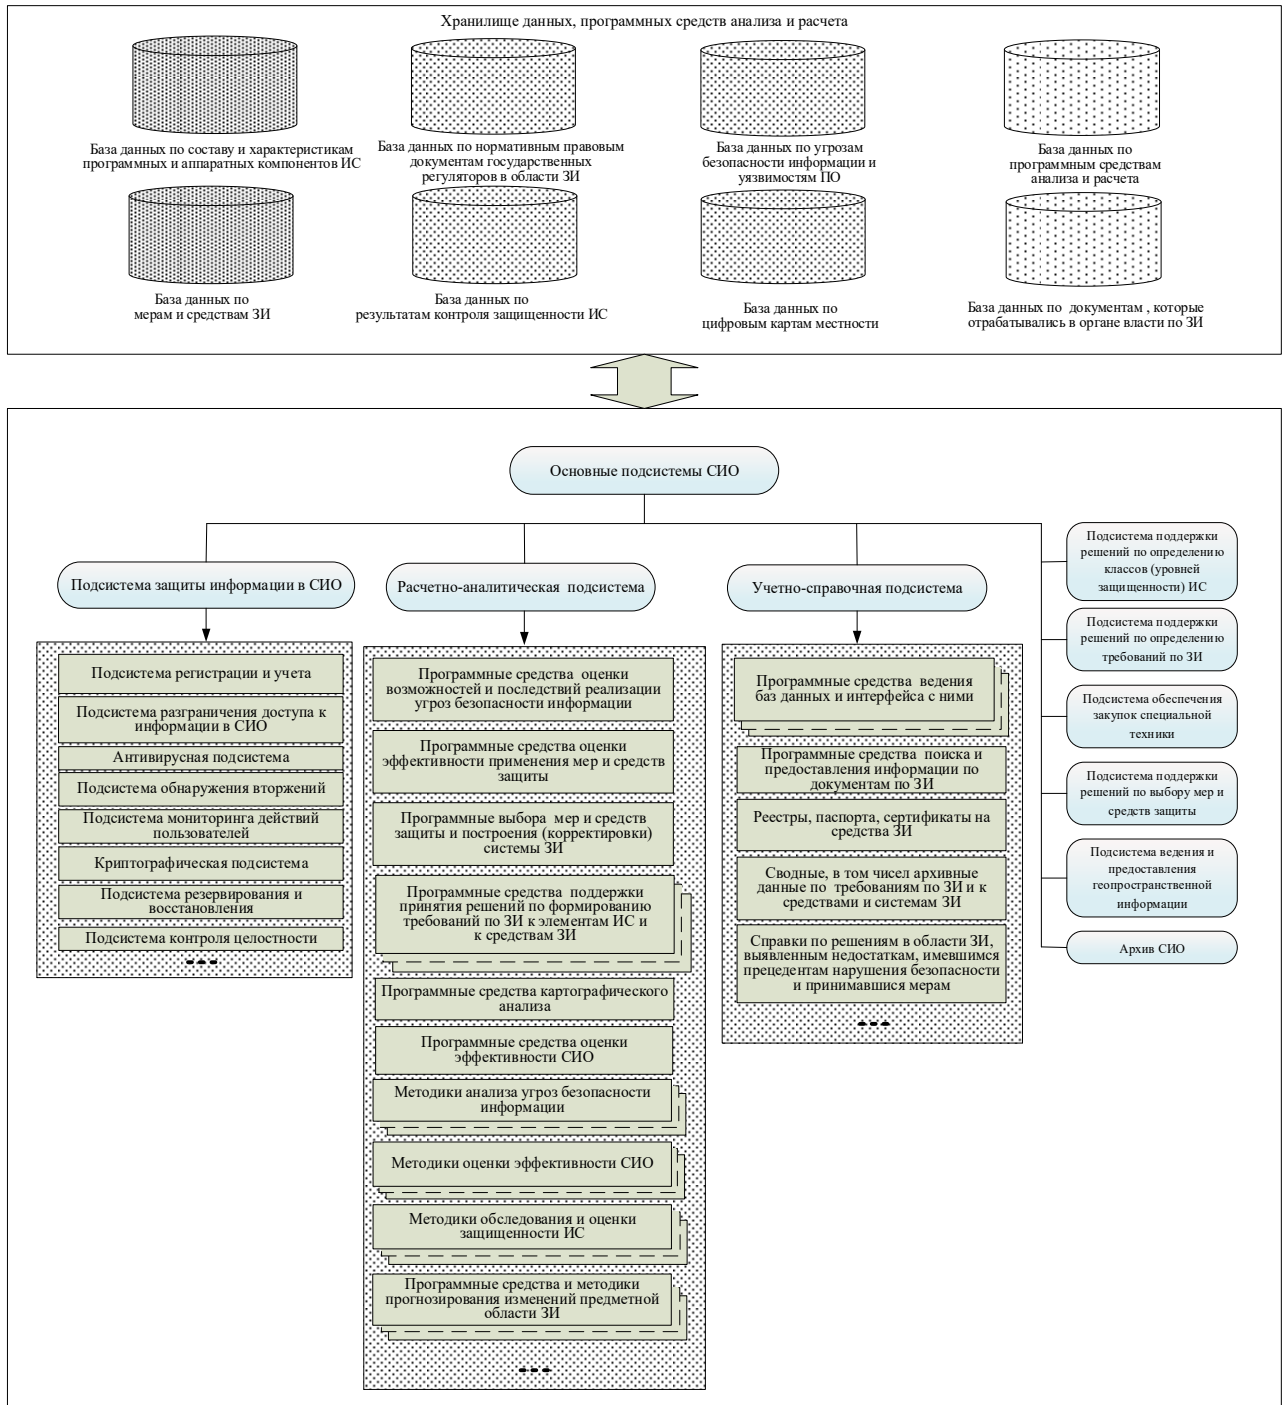 Хранилище данных, программных средств анализа и расчета
База данных по составу и характеристикам
программных и аппаратных компонентов ИС
База данных по нормативным правовым
документам государственных
регуляторов в области ЗИ
База данных по угрозам
безопасности информации и
уязвимостям ПО
База данных по
программным средствам
анализа и расчета
База данных по
мерам и средствам ЗИ
База данных по
результатам контроля защищенности ИС
База данных по
цифровым картам местности
База данных по документам , которые
отрабатывались в органе власти по ЗИ
Основные подсистемы СИО
Подсистема защиты информации в СИО
Подсистема регистрации и учета
Подсистема разграничения доступа к
информации в СИО
Антивирусная подсистема
Подсистема обнаружения вторжений
Подсистема мониторинга действий
пользователей
Криптографическая подсистема
Подсистема резервирования и
восстановления
Подсистема контроля целостности
Расчетно-аналитическая подсистема
Программные средства оценки
возможностей и последствий реализации
угроз безопасности информации
Программные средства оценки
эффективности применения мер и средств
защиты
Программные выбора мер и средств
защиты и построения (корректировки)
системы ЗИ
Программные средства поддержки
принятия решений по формированию
требований по ЗИ к элементам ИС и
к средствам ЗИ
Программные средства картографического
анализа
Программные средства оценки
эффективности СИО
Методики анализа угроз безопасности
информации
Методики оценки эффективности СИО
Методики обследования и оценки
защищенности ИС
Программные средства и методики
прогнозирования изменений предметной
области ЗИ
Учетно-справочная подсистема
Программные средства ведения
баз данных и интерфейса с ними
Программные средства поиска и
предоставления информации по
документам по ЗИ
Реестры, паспорта, сертификаты на
средства ЗИ
Сводные, в том чисел архивные
данные по требованиям по ЗИ и к
средствами и системам ЗИ
Справки по решениям в области ЗИ,
выявленным недостаткам, имевшимся
прецедентам нарушения безопасности
и принимавшися мерам
Подсистема поддержки
решений по определению
классов (уровней
защищенности) ИС
Подсистема поддержки
решений по определению
требований по ЗИ
Подсистема обеспечения
закупок специальной
техники
Подсистема поддержки
решений по выбору мер и
средств защиты
Подсистема ведения и
предоставления
геопространственной
информации
Архив СИО